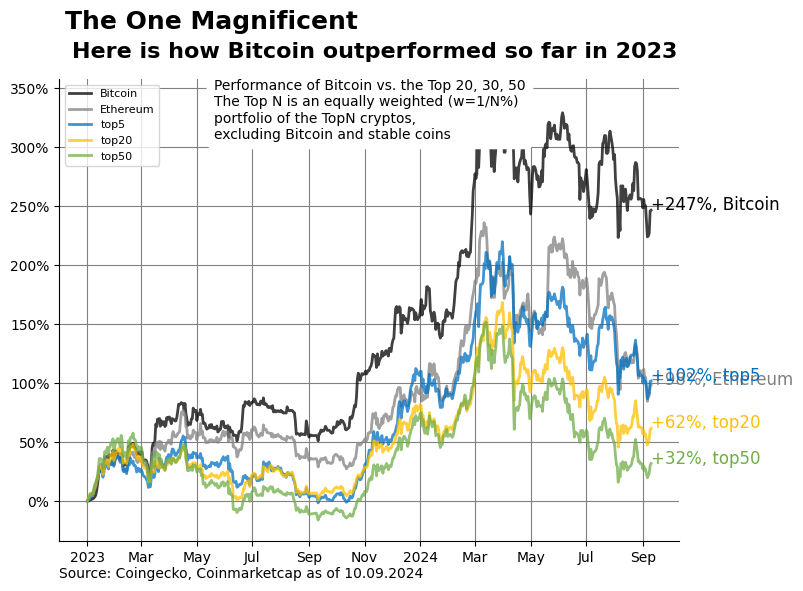 The One Magnificent
Here is how Bitcoin outperformed so far in 2023
350%
300%
250%
200%
150%
100%
50%
0%
Bitcoin
Ethereum
top5
top20
top50
Performance of Bitcoin vs. the Top 20, 30, 50
The Top N is an equally weighted (w=1/N%)
portfolio of the TopN cryptos,
excluding Bitcoin and stable coins
+247%, Bitcoin
+102%, top5
Ethereum
+62%, top20
+32%, top50
2023 Mar May Jul Sep Nov 2024 Mar May Jul Sep
Source: Coingecko, Coinmarketcap as of 10.09.2024